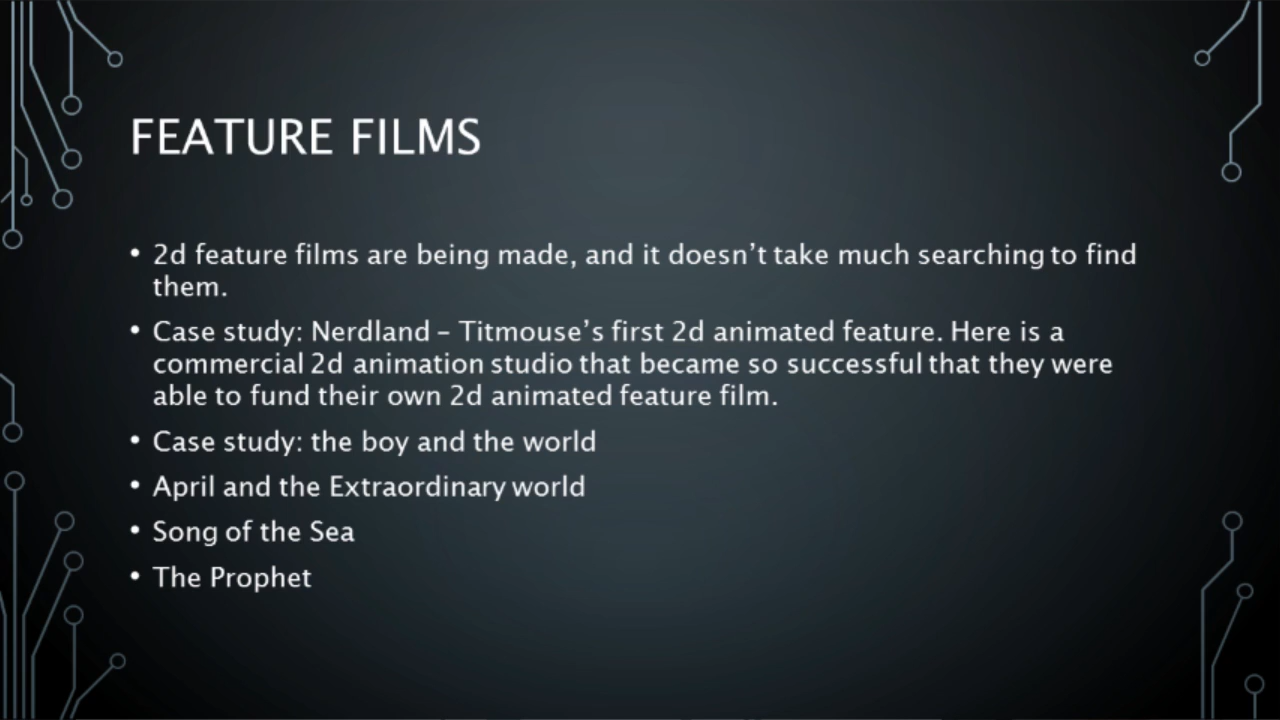 FEATURE FILMS
• 2d feature films are being made, and it doesn’t take much searching to find
them.
• Case study: Nerdland – Titmouse’s first 2d animated feature. Here is a
commercial 2d animation studio that became so successful that they were
able to fund their own 2d animated feature film.
• Case study: the boy and the world
• April and the Extraordinary world
• Song of the Sea
• The Prophet